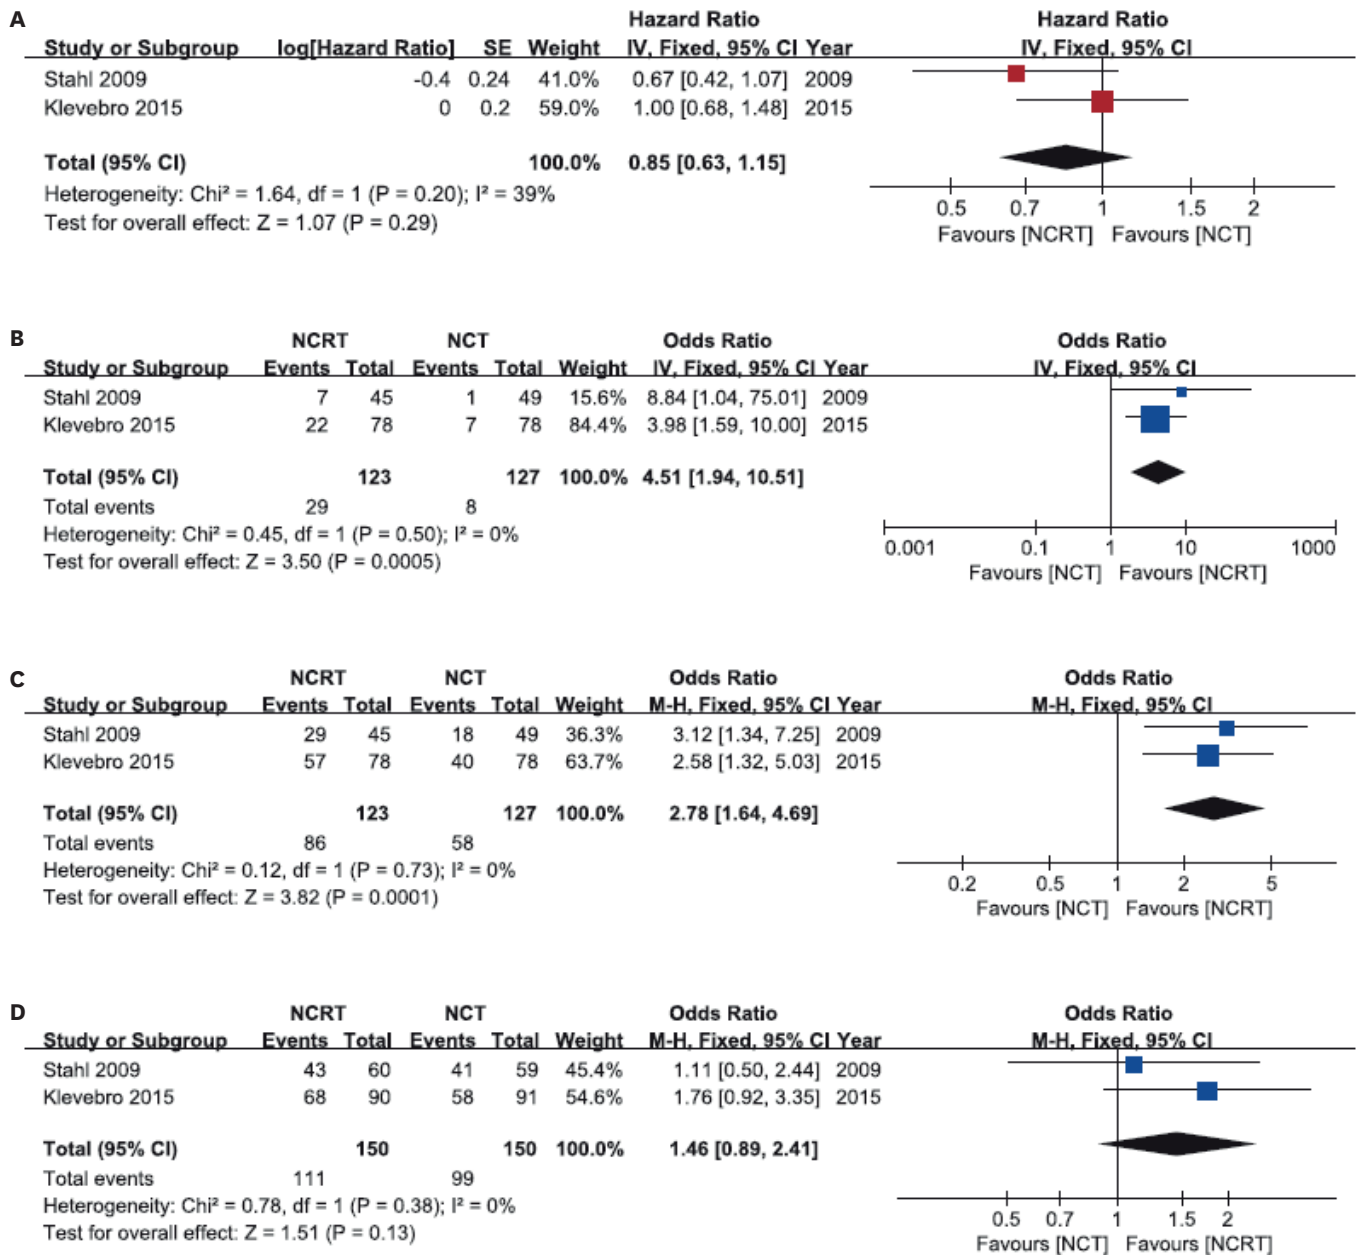 A
Hazard Ratio Hazard Ratio
Study or Subgroup log[Hazard Ratio] SE Weight IV, Fixed, 95% CI Year IV, Fixed, 95% CI
Stahl 2009 -0.4 0.24 41.0% 0.67 [0.42, 1.07] 2009
Klevebro 2015 0 0.2 59.0% 1.00 [0.68, 1.48] 2015
Total (95% CI) 100.0% 0.85 [0.63, 1.15]
Heterogeneity: Chi² = 1.64, df = 1 (P = 0.20); I² = 39%
Test for overall effect: Z = 1.07 (P = 0.29)
0.5 0.7 1 1.5 2
Favours [NCRT] Favours [NCT]
B
NCRT NCT Odds Ratio Odds Ratio
Study or Subgroup Events Total Events Total Weight IV, Fixed, 95% CI Year IV, Fixed, 95% CI
Stahl 2009 7 45 1 49 15.6% 8.84 [1.04, 75.01] 2009
Klevebro 2015 22 78 7 78 84.4% 3.98 [1.59, 10.00] 2015
Total (95% CI) 123 127 100.0% 4.51 [1.94, 10.51]
Total events 29 8
Heterogeneity: Chi² = 0.45, df = 1 (P = 0.50); I² = 0%
Test for overall effect: Z = 3.50 (P = 0.0005)
0.001 0.1 1 10 1000
Favours [NCT] Favours [NCRT]
C
NCRT NCT Odds Ratio Odds Ratio
Study or Subgroup Events Total Events Total Weight M-H, Fixed, 95% CI Year M-H, Fixed, 95% CI
Stahl 2009 29 45 18 49 36.3% 3.12 [1.34, 7.25] 2009
Klevebro 2015 57 78 40 78 63.7% 2.58 [1.32, 5.03] 2015
Total (95% CI) 123 127 100.0% 2.78 [1.64, 4.69]
Total events 86 58
Heterogeneity: Chi² = 0.12, df = 1 (P = 0.73); I² = 0%
Test for overall effect: Z = 3.82 (P = 0.0001)
0.2 0.5 1 2 5
Favours [NCT] Favours [NCRT]
D
NCRT NCT Odds Ratio Odds Ratio
Study or Subgroup Events Total Events Total Weight M-H, Fixed, 95% CI Year M-H, Fixed, 95% CI
Stahl 2009 43 60 41 59 45.4% 1.11 [0.50, 2.44] 2009
Klevebro 2015 68 90 58 91 54.6% 1.76 [0.92, 3.35] 2015
Total (95% CI) 150 150 100.0% 1.46 [0.89, 2.41]
Total events 111 99
Heterogeneity: Chi² = 0.78, df = 1 (P = 0.38); I² = 0%
Test for overall effect: Z = 1.51 (P = 0.13)
0.5 0.7 1 1.5 2
Favours [NCT] Favours [NCRT]